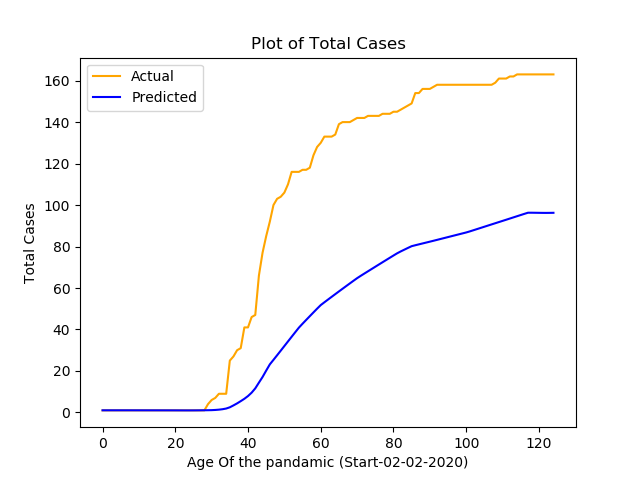 Plot of Total Cases
Actual
Predicted
160
140
120
100
80
60
40
20
0
Total Cases
0 20 40 60 80 100 120
Age Of the pandamic (Start-02-02-2020)